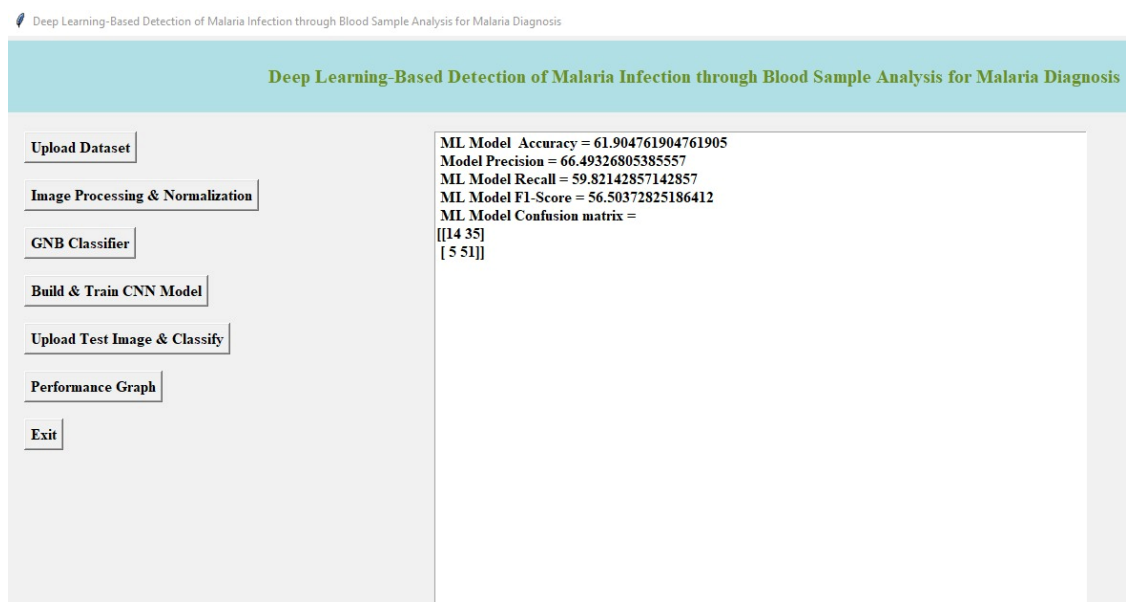 Deep Learning-Based Detection of Malaria Infection through Blood Sample Analysis for Malaria Diagnosis
Deep Learning-Based Detection of Malaria Infection through Blood Sample Analysis for Malaria Diagnosis
Upload Dataset
Image Processing & Normalization
GNB Classifier
Build & Train CNN Model
Upload Test Image & Classify
Performance Graph
Exit
ML Model  Accuracy = 61.904761904761905
Model Precision = 66.49326805385557
ML Model Recall = 59.82142857142857
ML Model F1-Score = 56.50372825186412
ML Model Confusion matrix =
[[14 35]
[ 5 51]]